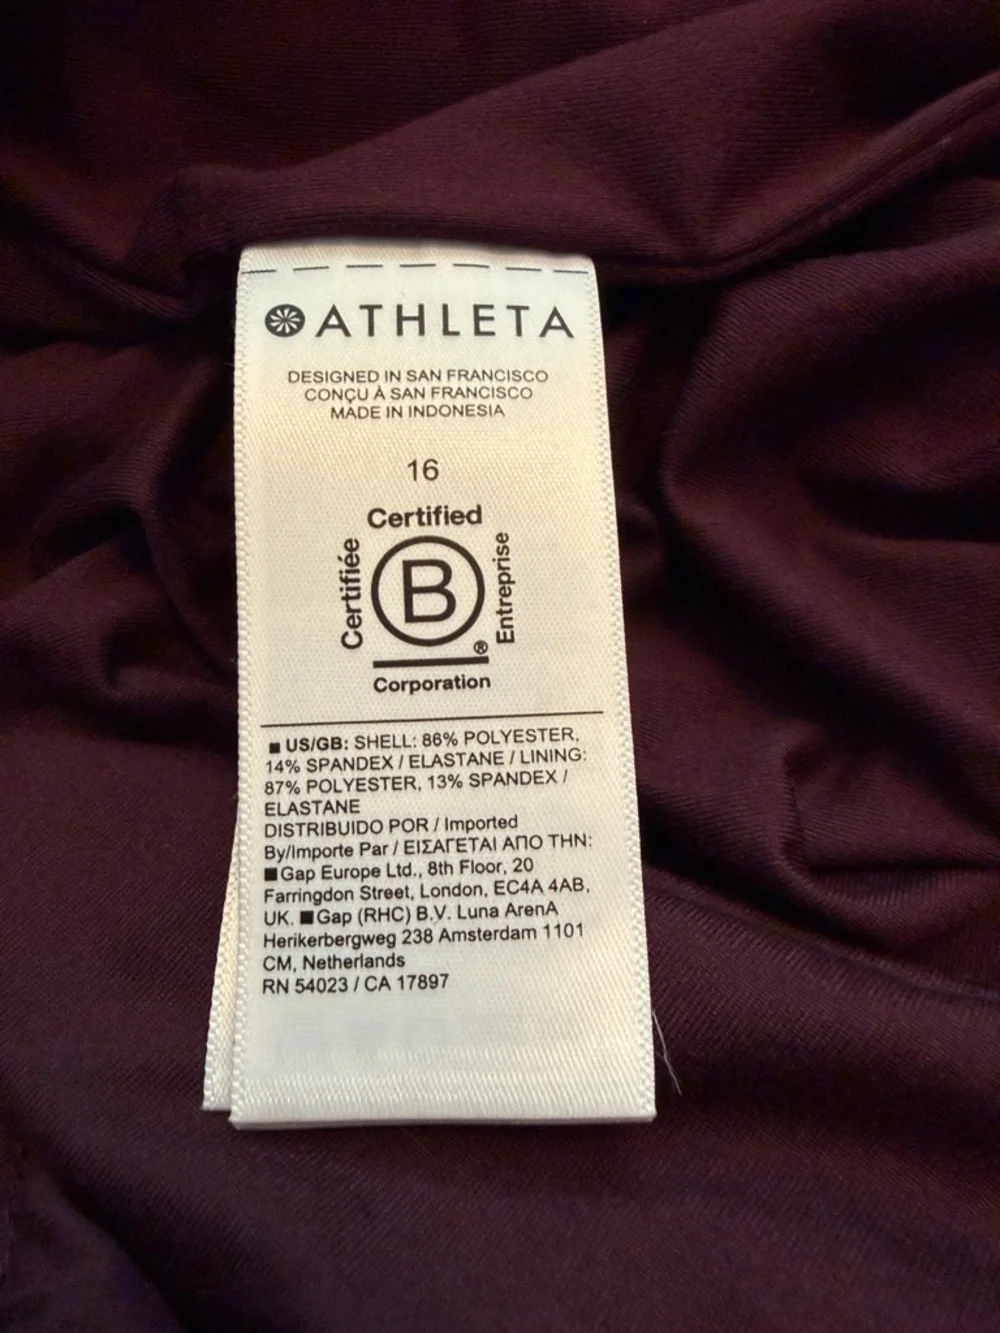 ATHLETA
DESIGNED IN SAN FRANCISCO
CONÇU À SAN FRANCISCO
MADE IN INDONESIA
16
Certified
Certifiée
B
Entreprise
®
Corporation
■ US/GB: SHELL: 86% POLYESTER,
14% SPANDEX / ELASTANE / LINING:
87% POLYESTER, 13% SPANDEX /
ELASTANE
DISTRIBUIDO POR / Imported
By/Importe Par / ΕΙΣΑΓΕΤΑΙ ΑΠΟ ΤΗΝ:
■Gap Europe Ltd., 8th Floor, 20
Farringdon Street, London, EC4A 4AB,
UK. ■Gap (RHC) B.V. Luna ArenA
Herikerbergweg 238 Amsterdam 1101
CM, Netherlands
RN 54023 / CA 17897